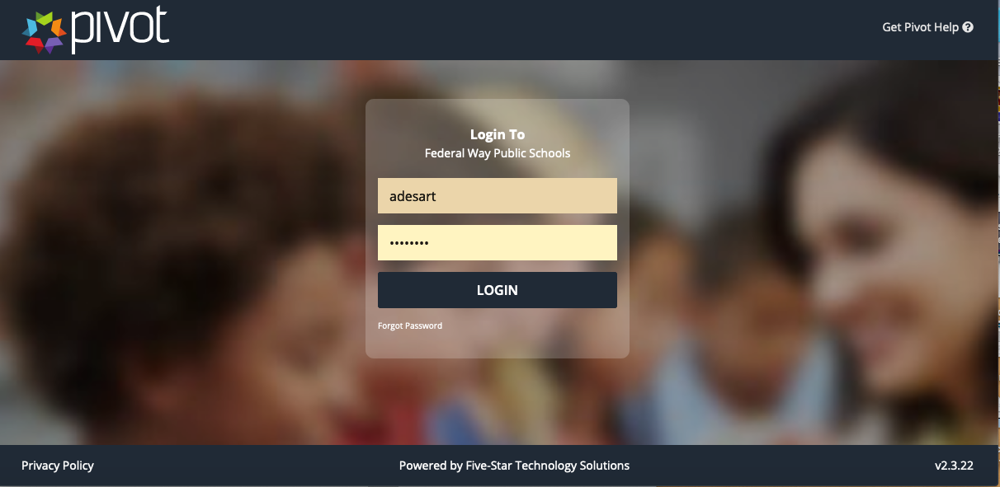 pivot
Get Pivot Help
Login To
Federal Way Public Schools
adesart
••••••••
LOGIN
Forgot Password
Privacy Policy
Powered by Five-Star Technology Solutions
v2.3.22